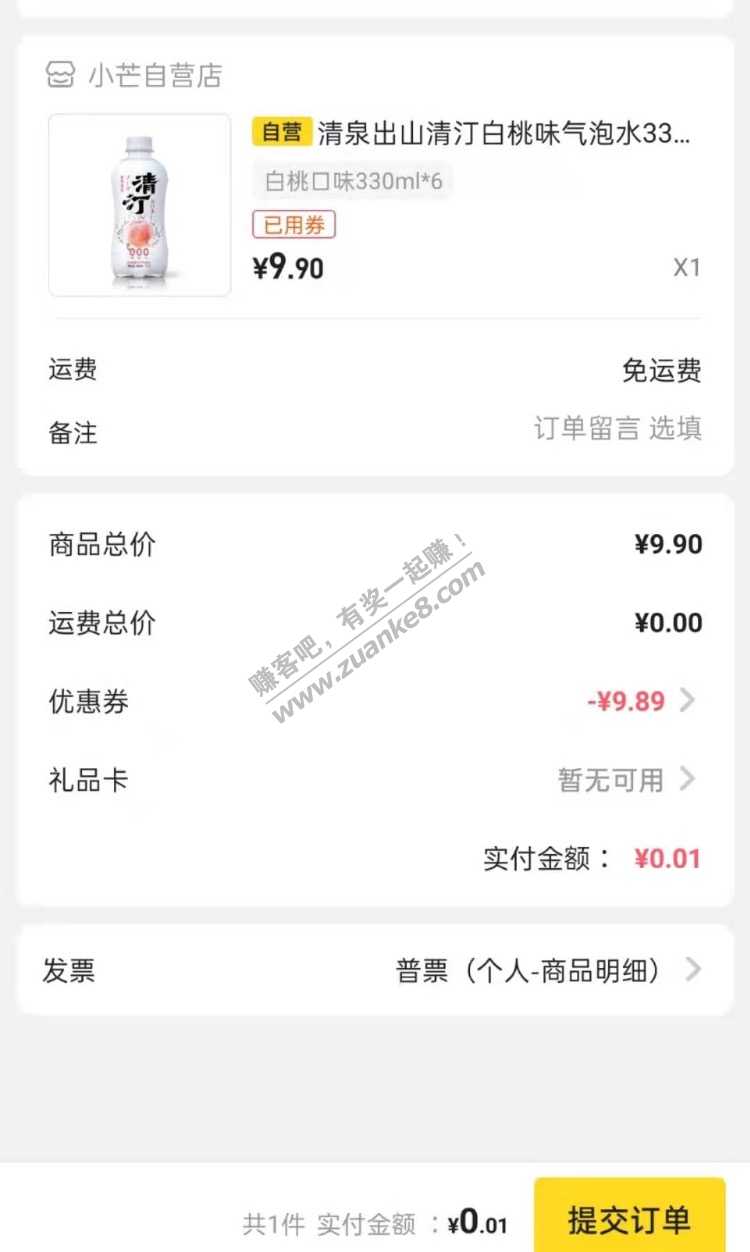 小芒自营店
自营 清泉出山清汀白桃味气泡水33...
清汀
000
白桃口味330ml*6
已用券
¥9.90
X1
运费
免运费
备注
订单留言 选填
商品总价
¥9.90
运费总价
¥0.00
赚客吧，有奖一起赚！
www.zuanke8.com
优惠券
-¥9.89
礼品卡
暂无可用
实付金额： ¥0.01
发票
普票（个人-商品明细）
共1件 实付金额：¥0.01
提交订单